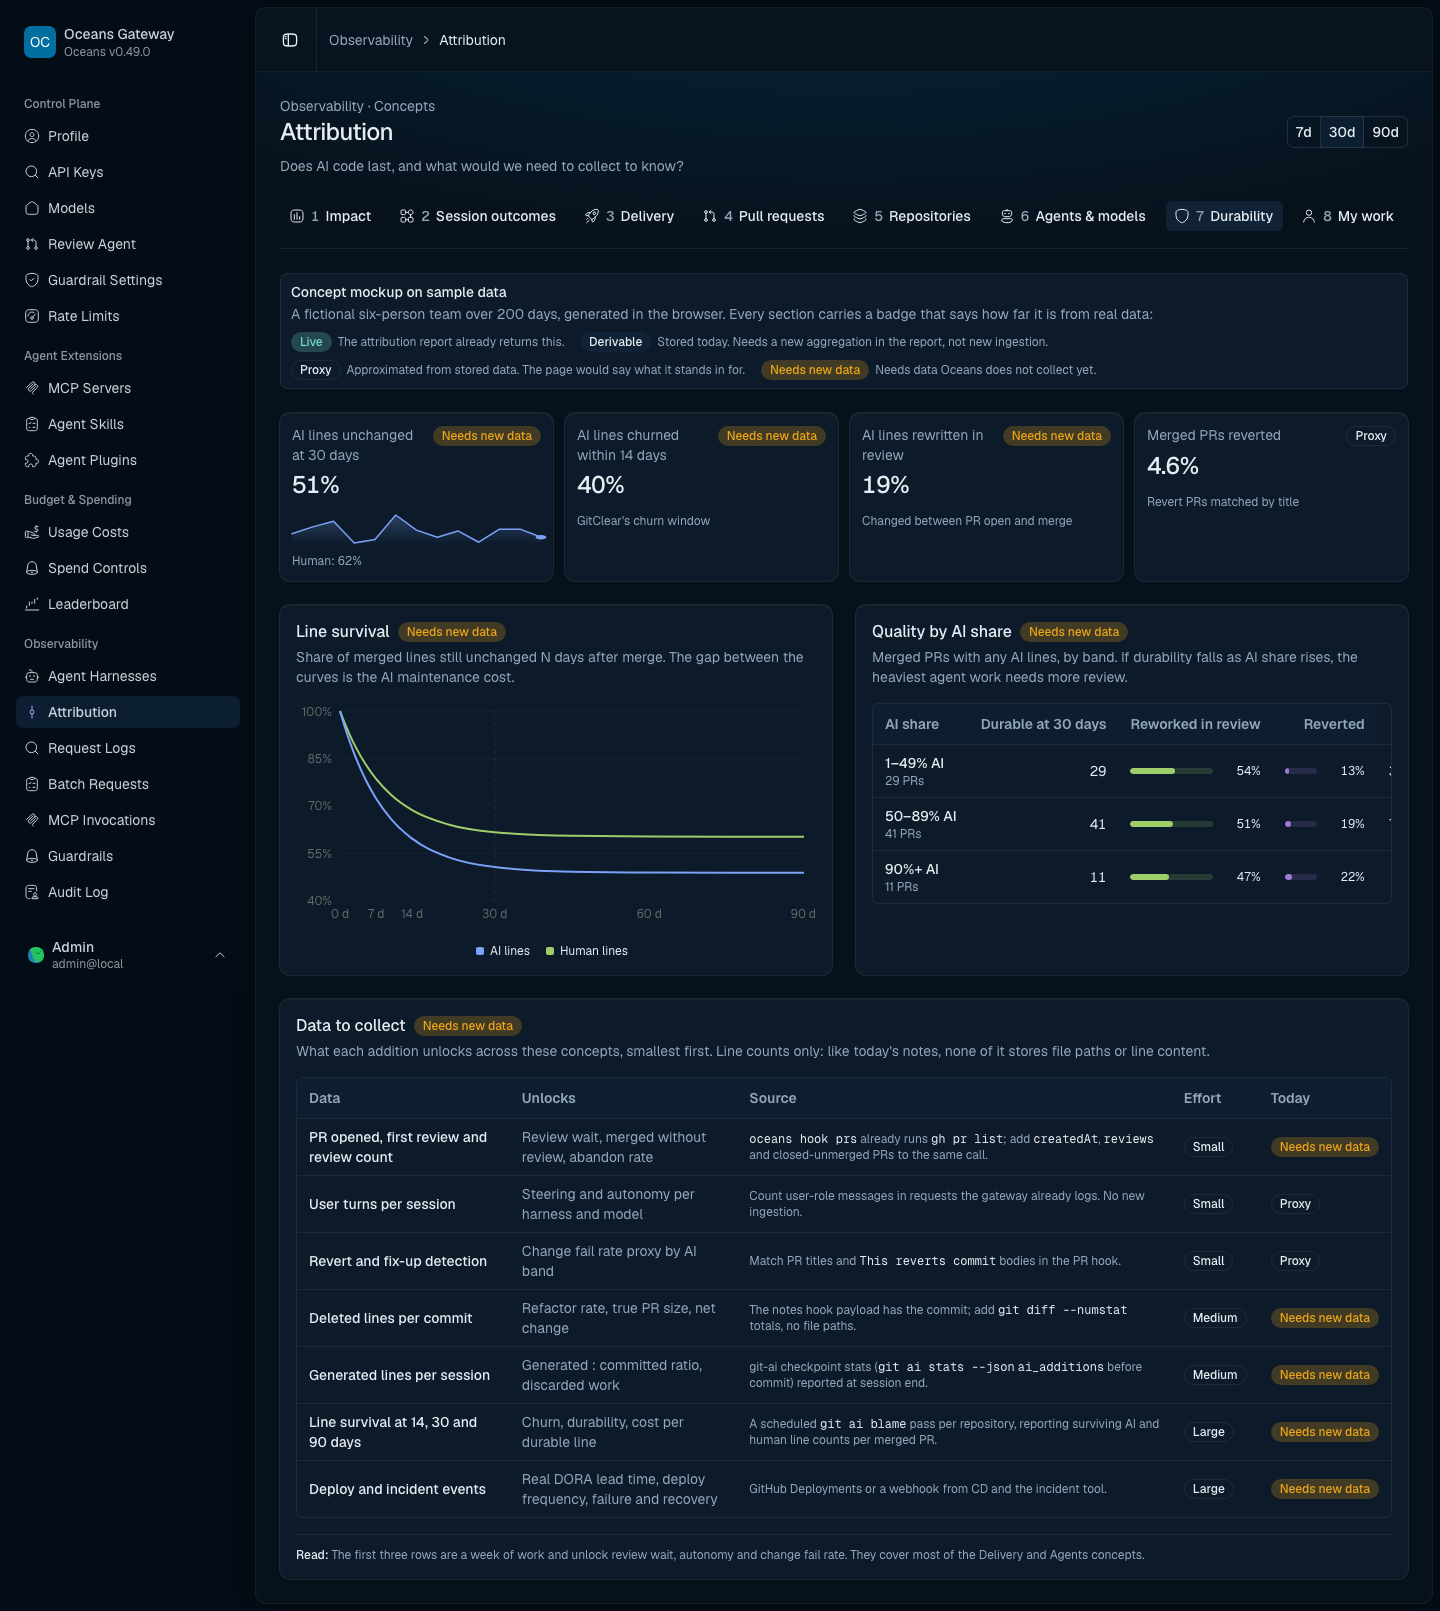 OC
Oceans Gateway
Oceans v0.49.0
Control Plane
Profile
API Keys
Models
Review Agent
Guardrail Settings
Rate Limits
Agent Extensions
MCP Servers
Agent Skills
Agent Plugins
Budget & Spending
Usage Costs
Spend Controls
Leaderboard
Observability
Agent Harnesses
Attribution
Request Logs
Batch Requests
MCP Invocations
Guardrails
Audit Log
Admin
admin@local
Observability > Attribution
Observability · Concepts
Attribution
7d 30d 90d
Does AI code last, and what would we need to collect to know?
1 Impact 2 Session outcomes 3 Delivery 4 Pull requests 5 Repositories 6 Agents & models 7 Durability 8 My work
Concept mockup on sample data
A fictional six-person team over 200 days, generated in the browser. Every section carries a badge that says how far it is from real data:
Live The attribution report already returns this. Derivable Stored today. Needs a new aggregation in the report, not new ingestion.
Proxy Approximated from stored data. The page would say what it stands in for. Needs new data Needs data Oceans does not collect yet.
AI lines unchanged at 30 days Needs new data
51%
Human: 62%
AI lines churned within 14 days Needs new data
40%
GitClear's churn window
AI lines rewritten in review Needs new data
19%
Changed between PR open and merge
Merged PRs reverted Proxy
4.6%
Revert PRs matched by title
Line survival Needs new data
Share of merged lines still unchanged N days after merge. The gap between the
curves is the AI maintenance cost.
100%
85%
70%
55%
40%
0 d 7 d 14 d 30 d 60 d 90 d
AI lines Human lines
Quality by AI share Needs new data
Merged PRs with any AI lines, by band. If durability falls as AI share rises, the
heaviest agent work needs more review.
AI share Durable at 30 days Reworked in review Reverted
1–49% AI
29 PRs
29 54% 13%
50–89% AI
41 PRs
41 51% 19%
90%+ AI
11 PRs
11 47% 22%
Data to collect Needs new data
What each addition unlocks across these concepts, smallest first. Line counts only: like today's notes, none of it stores file paths or line content.
Data Unlocks Source Effort Today
PR opened, first review and
review count
Review wait, merged without
review, abandon rate
oceans hook prs already runs gh pr list; add createdAt, reviews
and closed-unmerged PRs to the same call.
Small Needs new data
User turns per session
Steering and autonomy per
harness and model
Count user-role messages in requests the gateway already logs. No new
ingestion.
Small Proxy
Revert and fix-up detection
Change fail rate proxy by AI
band
Match PR titles and This reverts commit bodies in the PR hook.
Small Proxy
Deleted lines per commit
Refactor rate, true PR size, net
change
The notes hook payload has the commit; add git diff --numstat
totals, no file paths.
Medium Needs new data
Generated lines per session
Generated : committed ratio,
discarded work
git-ai checkpoint stats (git ai stats --json ai_additions before
commit) reported at session end.
Medium Needs new data
Line survival at 14, 30 and
90 days
Churn, durability, cost per
durable line
A scheduled git ai blame pass per repository, reporting surviving AI and
human line counts per merged PR.
Large Needs new data
Deploy and incident events
Real DORA lead time, deploy
frequency, failure and recovery
GitHub Deployments or a webhook from CD and the incident tool.
Large Needs new data
Read: The first three rows are a week of work and unlock review wait, autonomy and change fail rate. They cover most of the Delivery and Agents concepts.